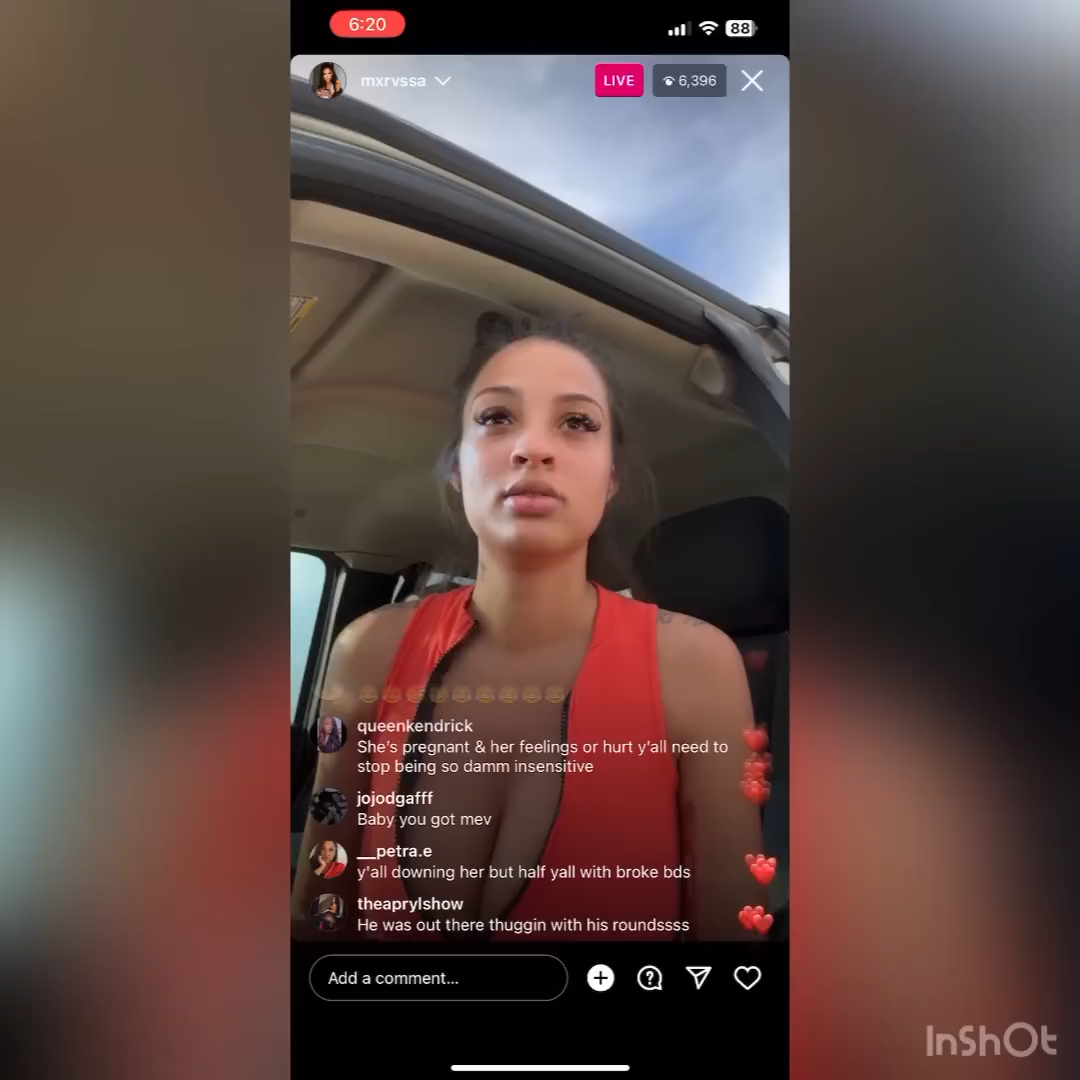 6:20
88
mxrvssa
LIVE
6,396
queenkendrick
She's pregnant & her feelings or hurt y'all need to
stop being so damm insensitive
jojodgafff
Baby you got mev
__petra.e
y'all downing her but half yall with broke bds
theaprylshow
He was out there thuggin with his roundssss
Add a comment...
InShOt